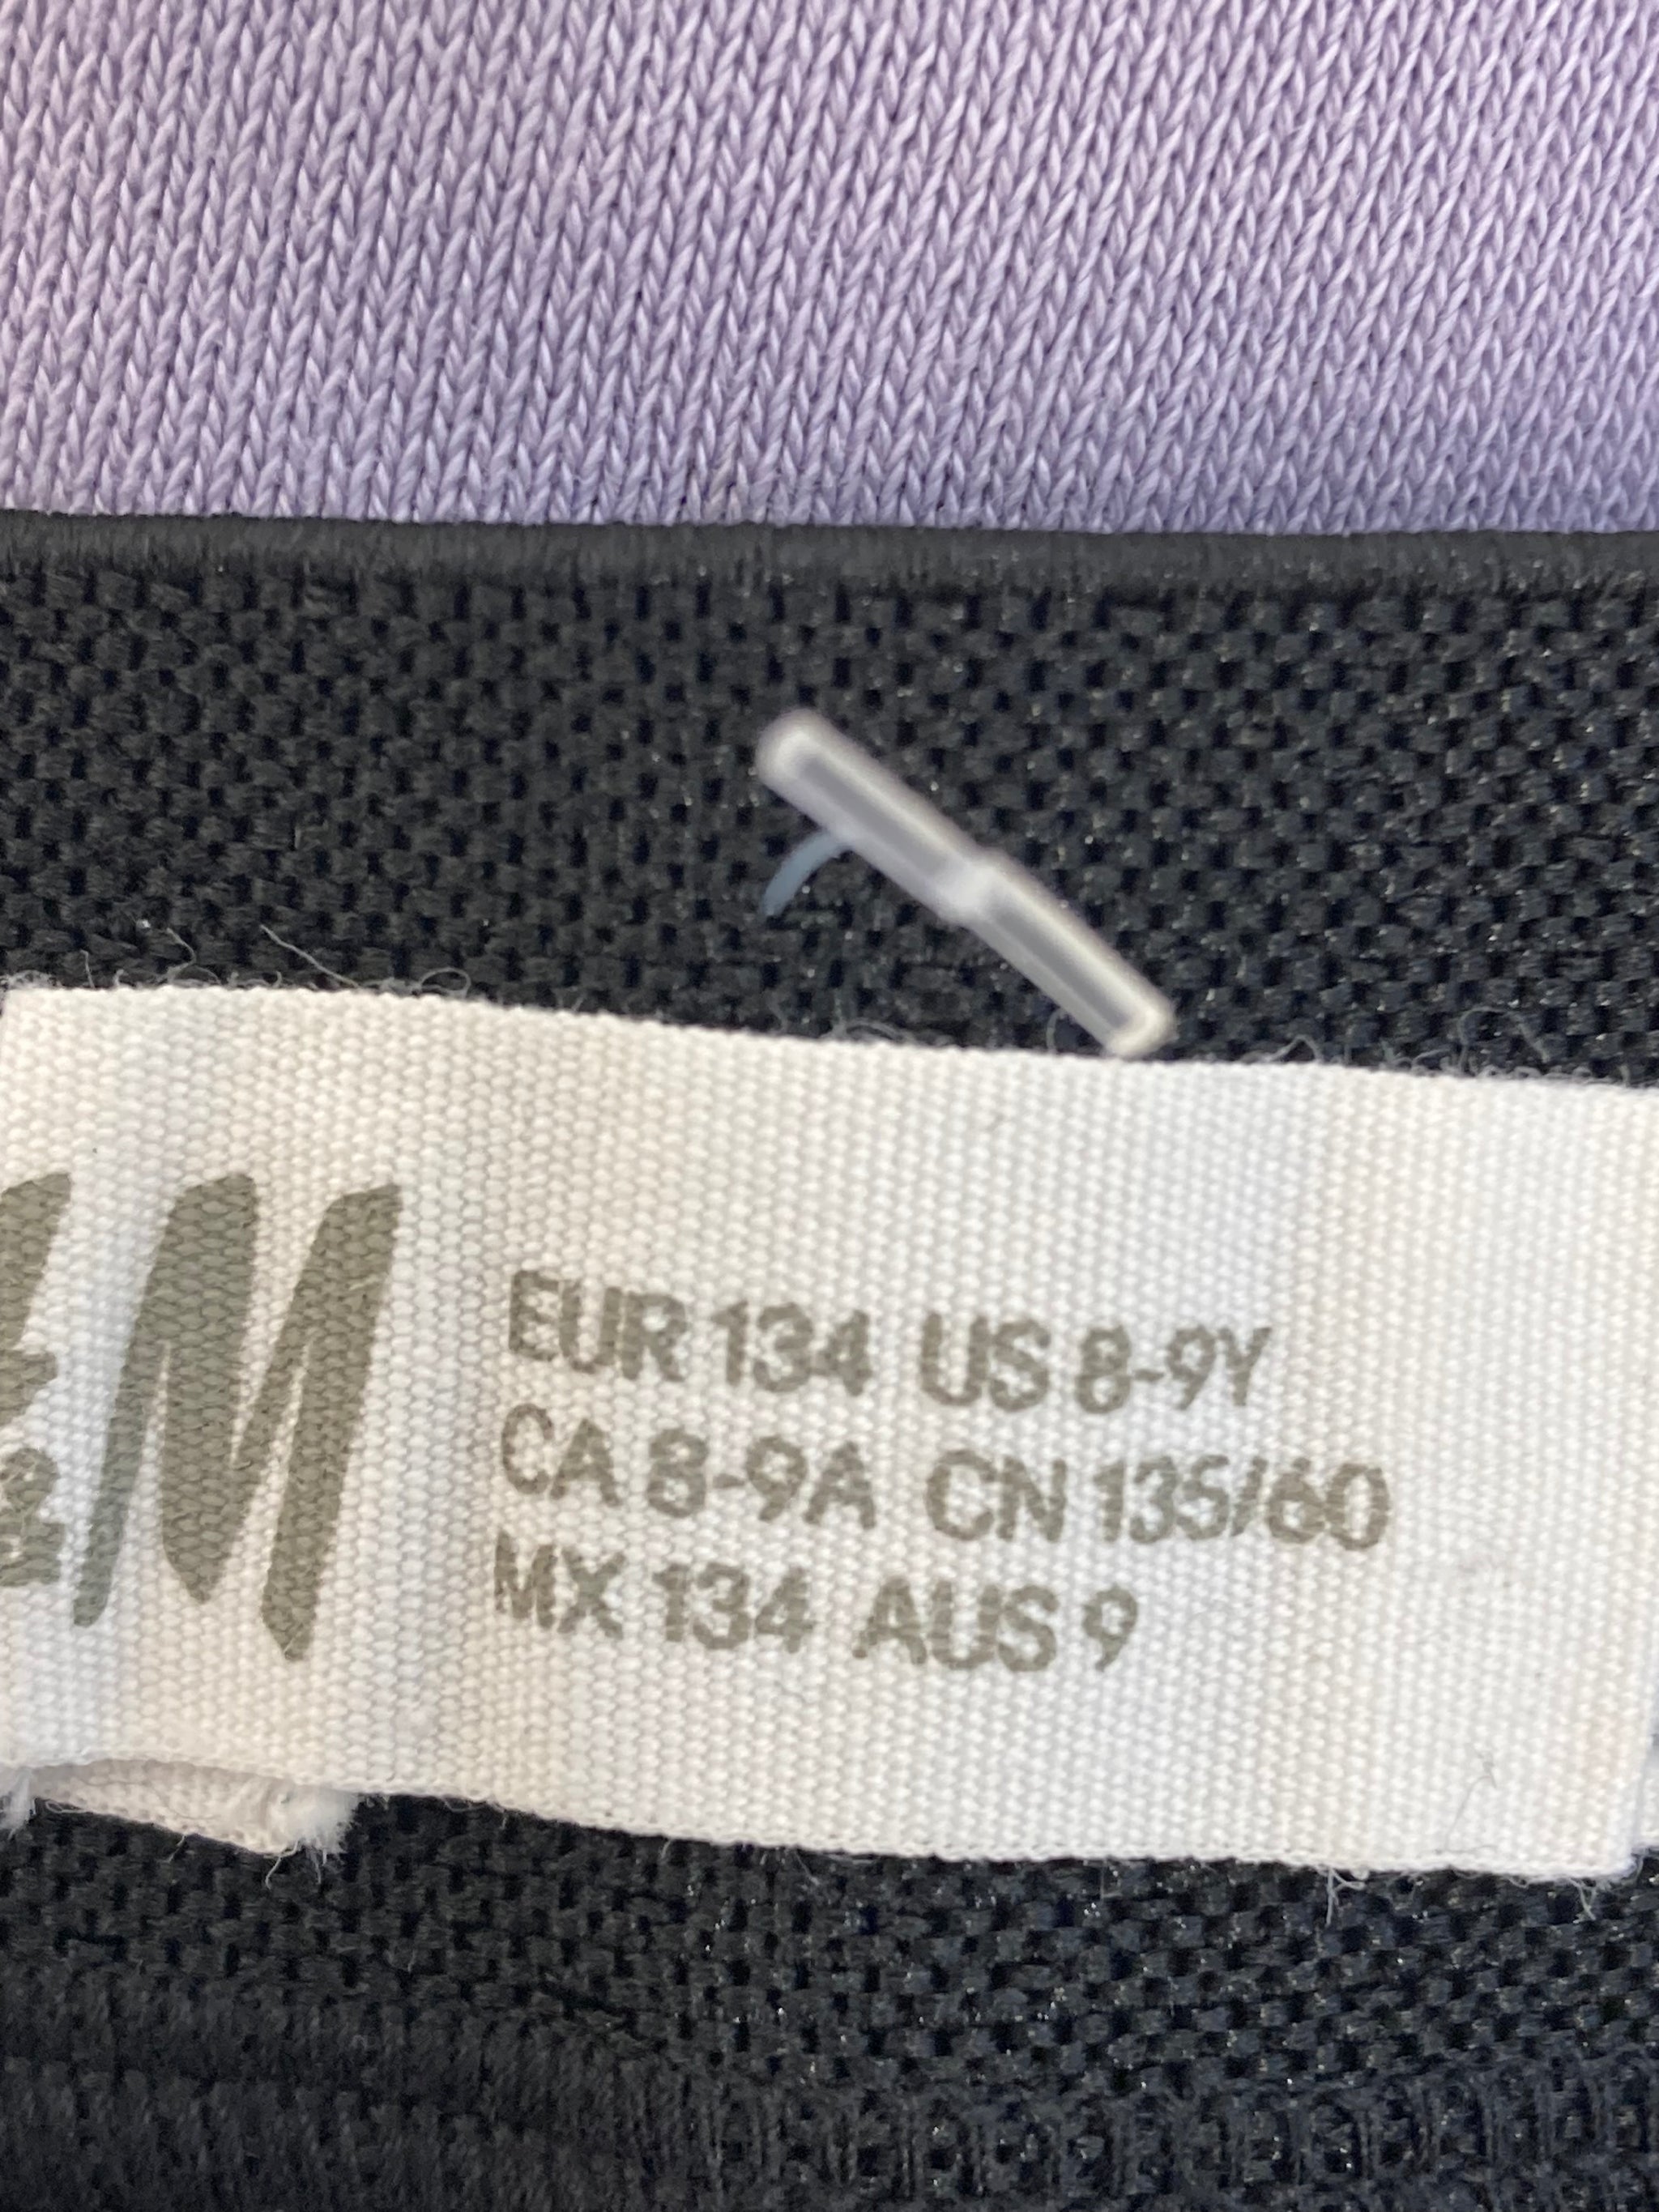 M
EUR 134 US 8-9Y
CA 8-9A CN 135/60
MX 134 AUS 9